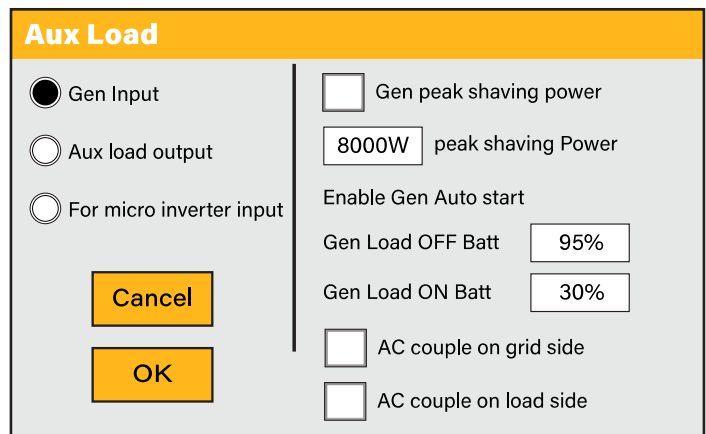 Aux Load
Gen Input
Aux load output
For micro inverter input
Cancel
OK
Gen peak shaving power
8000W peak shaving Power
Enable Gen Auto start
Gen Load OFF Batt 95%
Gen Load ON Batt 30%
AC couple on grid side
AC couple on load side